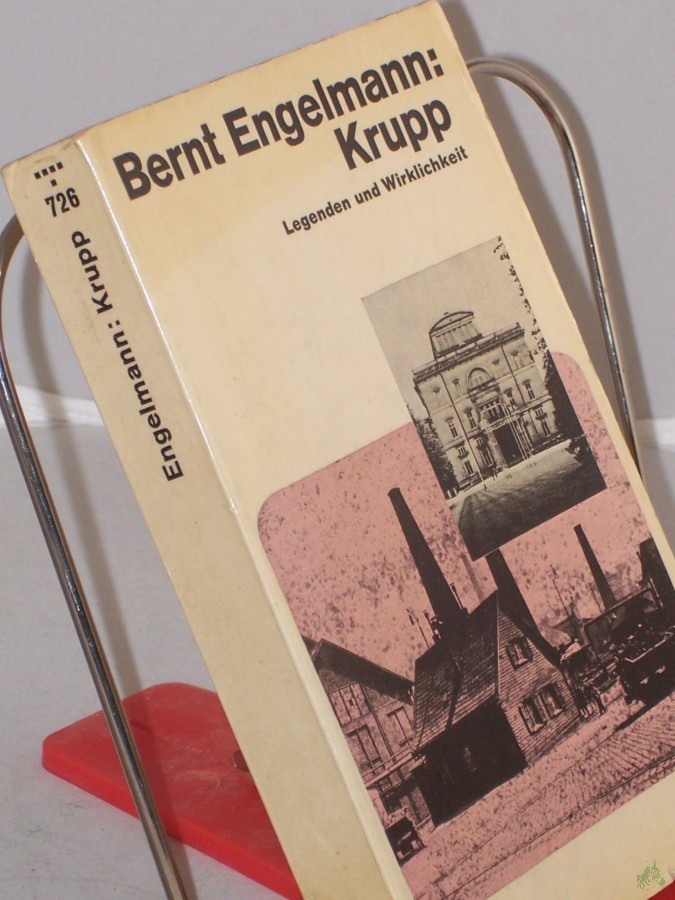 Bernt Engelmann:
Krupp
Legenden und Wirklichkeit
726
Engelmann: Krupp